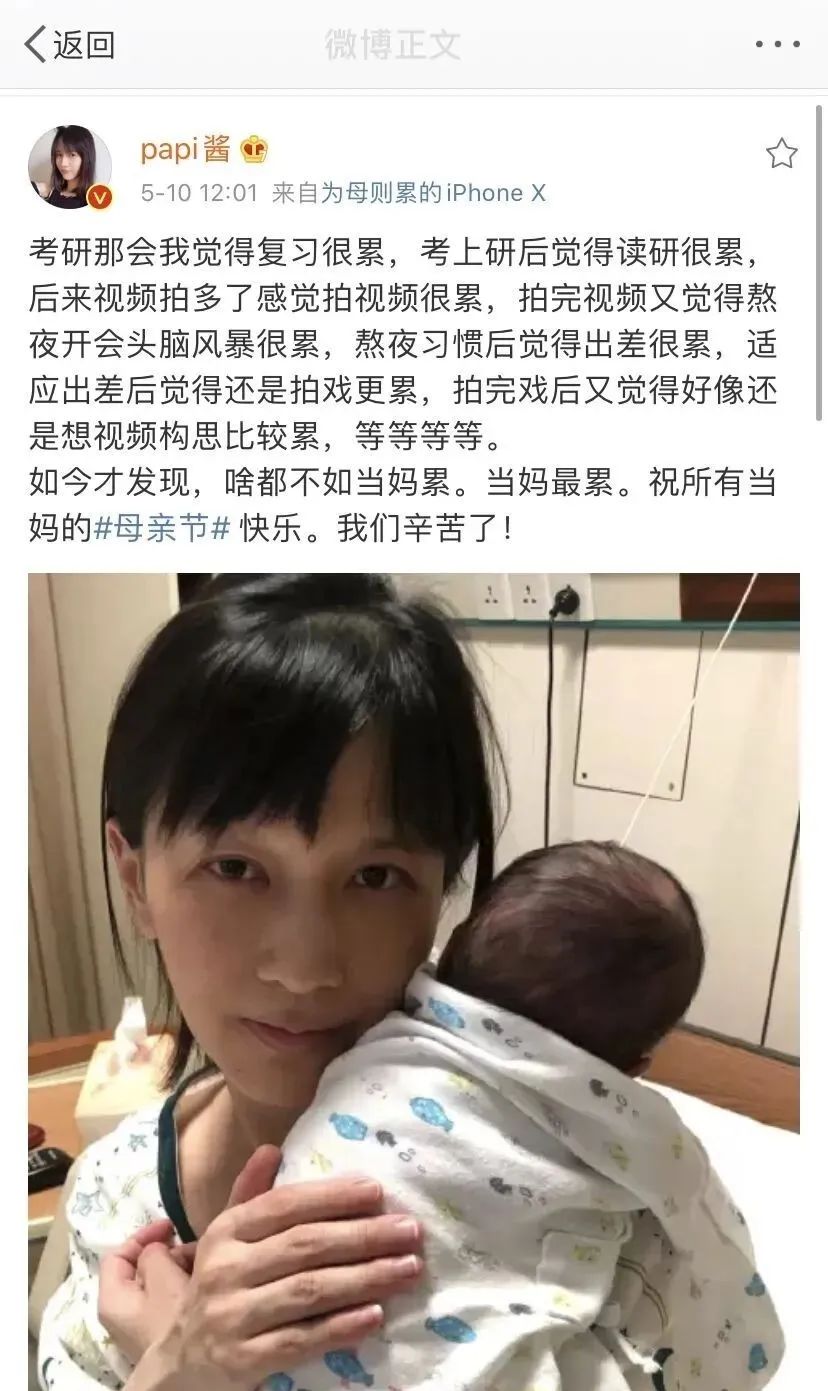 返回
微博正文
papi酱
5-10 12:01 来自为母则累的iPhone X
考研那会我觉得复习很累，考上研后觉得读研很累，
后来视频拍多了感觉拍视频很累，拍完视频又觉得熬
夜开会头脑风暴很累，熬夜习惯后觉得出差很累，适
应出差后觉得还是拍戏更累，拍完戏后又觉得好像还
是想视频构思比较累，等等等等。
如今才发现，啥都不如当妈累。当妈最累。祝所有当
妈的#母亲节# 快乐。我们辛苦了！